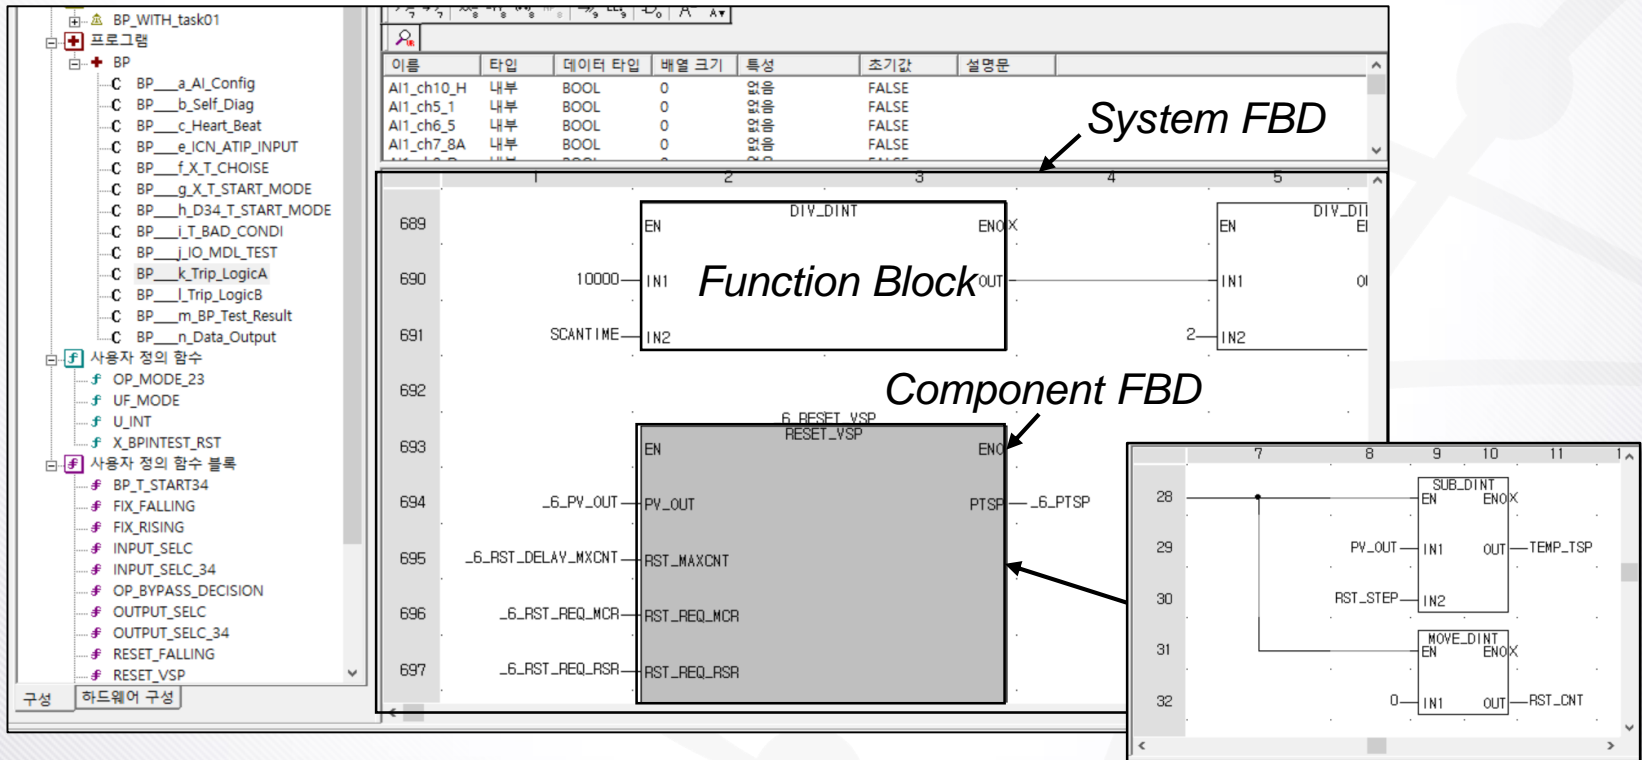 BP_WITH_task01
프로그램
BP
C BP___a_AI_Config
C BP___b_Self_Diag
C BP___c_Heart_Beat
C BP___e_ICN_ATIP_INPUT
C BP___f_X_T_CHOISE
C BP___g_X_T_START_MODE
C BP___h_D34_T_START_MODE
C BP___i_T_BAD_CONDI
C BP___j_IO_MDL_TEST
C BP___k_Trip_LogicA
C BP___l_Trip_LogicB
C BP___m_BP_Test_Result
C BP___n_Data_Output
사용자 정의 함수
OP_MODE_23
UF_MODE
U_INT
X_BPINTEST_RST
사용자 정의 함수 블록
BP_T_START34
FIX_FALLING
FIX_RISING
INPUT_SELC
INPUT_SELC_34
OP_BYPASS_DECISION
OUTPUT_SELC
OUTPUT_SELC_34
RESET_FALLING
RESET_VSP
구성 하드웨어 구성
이름 타입 데이터 타입 배열 크기 특성 초기값 설명문
AI1_ch10_H 내부 BOOL 0 없음 FALSE
AI1_ch5_1 내부 BOOL 0 없음 FALSE
AI1_ch6_5 내부 BOOL 0 없음 FALSE
AI1_ch7_8A 내부 BOOL 0 없음 FALSE
System FBD
1 2 3 4 5
DIV_DINT
689 EN ENO X EN
690 10000 IN1 OUT IN1
Function Block
691 SCANTIME IN2 2 IN2
692
Component FBD
6_RESET_VSP
RESET_VSP
693 EN ENO
694 _6_PV_OUT PV_OUT PTSP _6_PTSP
695 _6_RST_DELAY_MXCNT RST_MAXCNT
696 _6_RST_REQ_MCR RST_REQ_MCR
697 _6_RST_REQ_RSR RST_REQ_RSR
7 8 9 10 11
SUB_DINT
28 EN ENO X
29 PV_OUT IN1 OUT TEMP_TSP
30 RST_STEP IN2
MOVE_DINT
31 EN ENO X
32 0 IN1 OUT RST_CNT